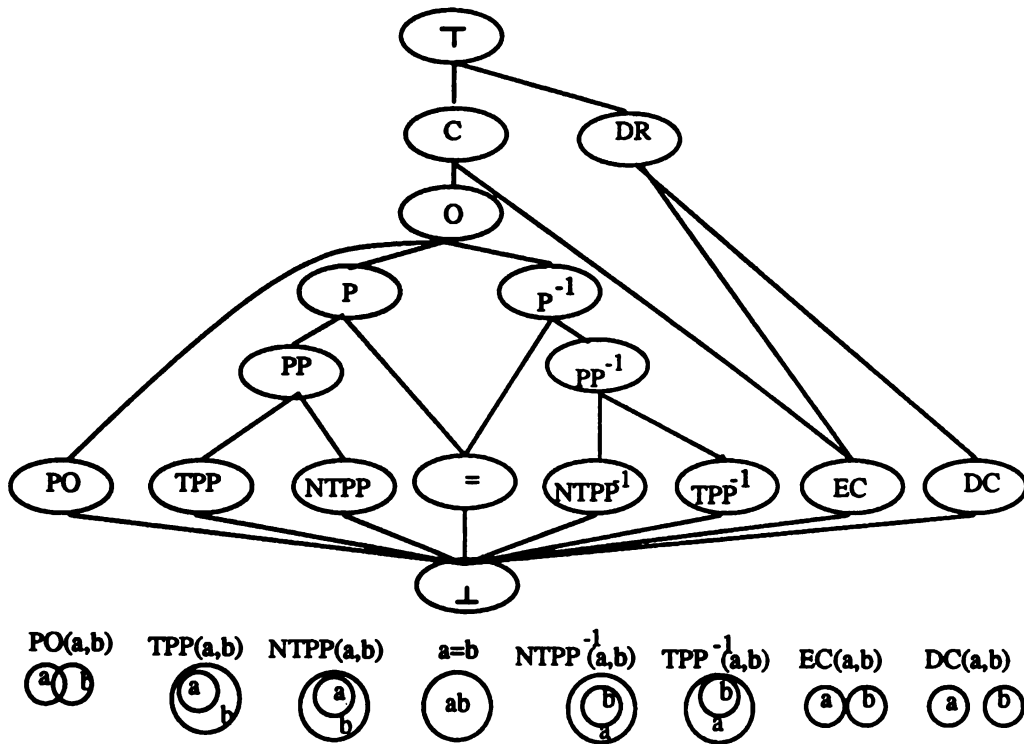 ⊤
C DR
O
P P⁻¹
PP PP⁻¹
PO TPP NTPP = NTPP⁻¹ TPP⁻¹ EC DC
⊥
PO(a,b) TPP(a,b) NTPP(a,b) a=b NTPP⁻¹(a,b) TPP⁻¹(a,b) EC(a,b) DC(a,b)
a b a b a b ab b a b a a b a b